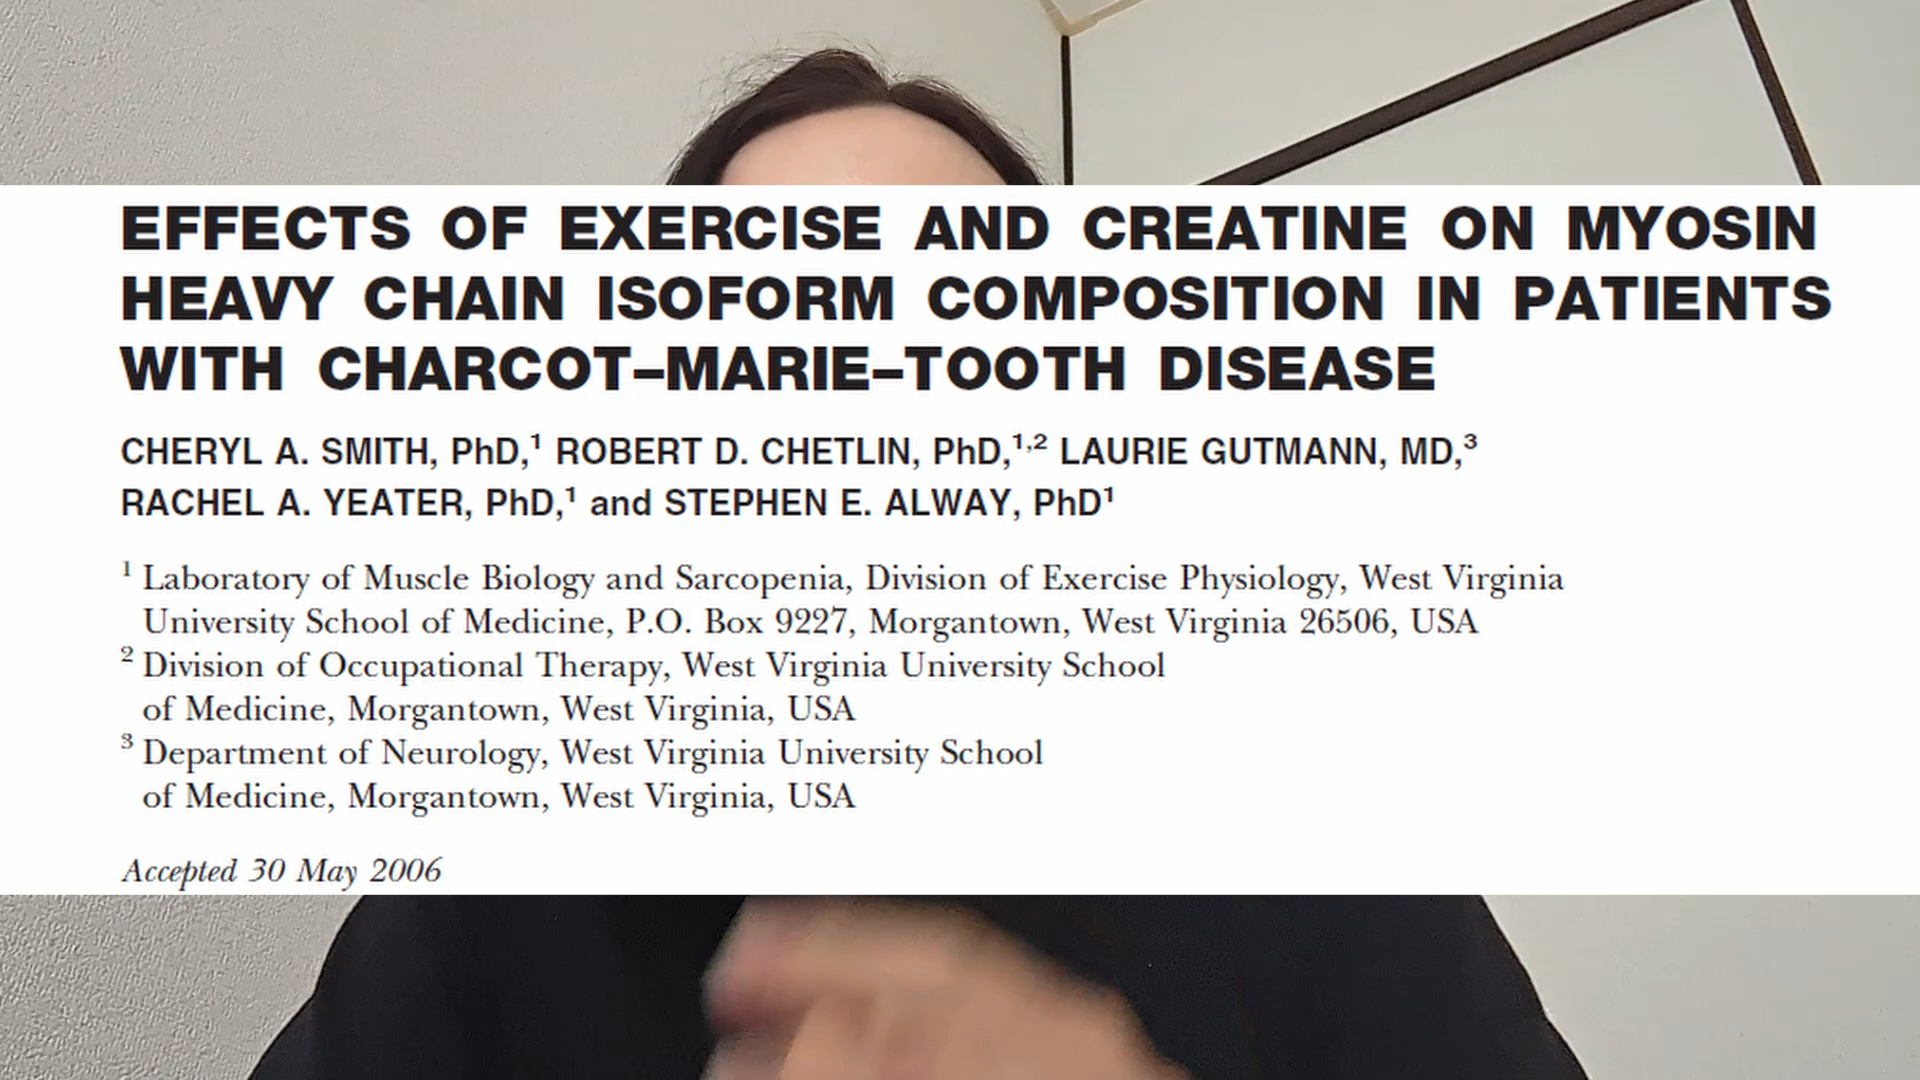 EFFECTS OF EXERCISE AND CREATINE ON MYOSIN
HEAVY CHAIN ISOFORM COMPOSITION IN PATIENTS
WITH CHARCOT–MARIE–TOOTH DISEASE
CHERYL A. SMITH, PhD,¹ ROBERT D. CHETLIN, PhD,¹,² LAURIE GUTMANN, MD,³
RACHEL A. YEATER, PhD,¹ and STEPHEN E. ALWAY, PhD¹
¹ Laboratory of Muscle Biology and Sarcopenia, Division of Exercise Physiology, West Virginia
University School of Medicine, P.O. Box 9227, Morgantown, West Virginia 26506, USA
² Division of Occupational Therapy, West Virginia University School
of Medicine, Morgantown, West Virginia, USA
³ Department of Neurology, West Virginia University School
of Medicine, Morgantown, West Virginia, USA
Accepted 30 May 2006